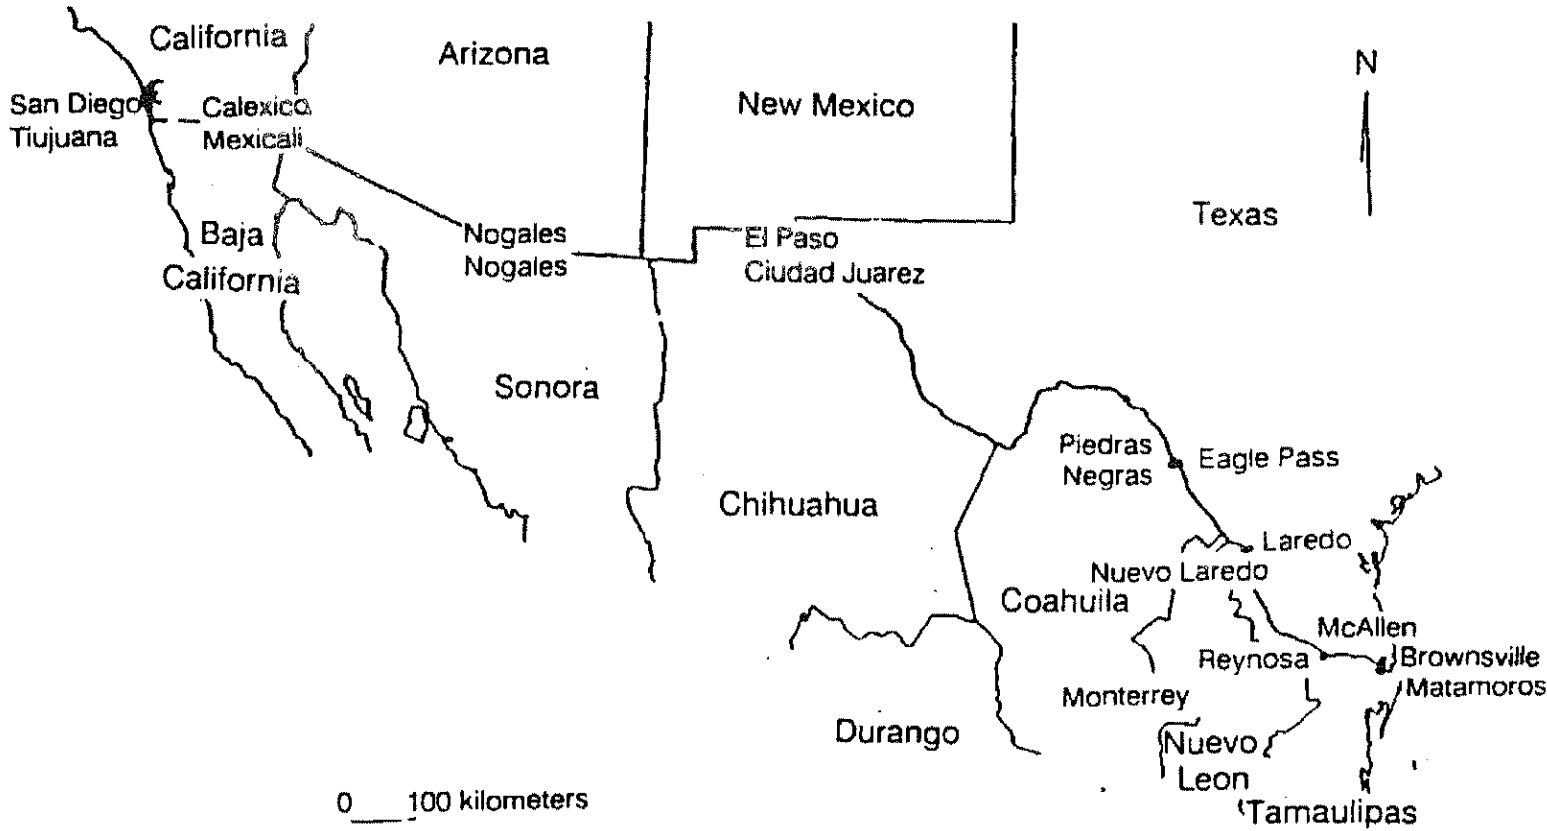 California
Arizona
N
San Diego
Tiujuana
Calexico
Mexicali
New Mexico
Texas
Baja
California
Nogales
Nogales
El Paso
Ciudad Juarez
Sonora
Piedras
Negras
Eagle Pass
Chihuahua
Laredo
Nuevo Laredo
Coahuila
McAllen
Reynosa
Brownsville
Matamoros
Monterrey
Durango
Nuevo
Leon
Tamaulipas
0 100 kilometers